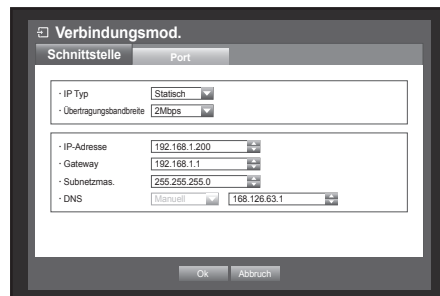 Verbindungsmod.
Schnittstelle Port
· IP Typ Statisch
· Übertragungsbandbreite 2Mbps
· IP-Adresse 192.168.1.200
· Gateway 192.168.1.1
· Subnetzmas. 255.255.255.0
· DNS Manuell 168.126.63.1
Ok Abbruch